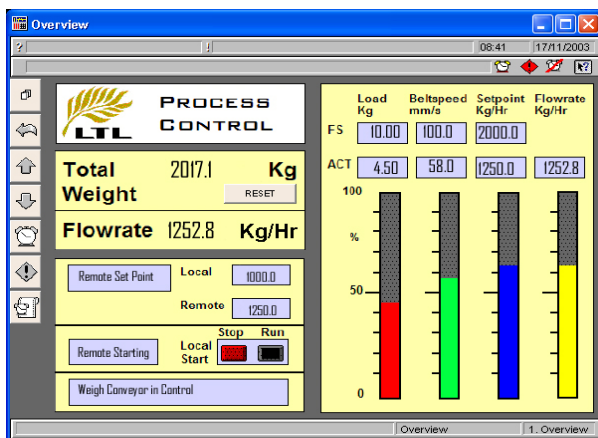 Overview
?
!
08:41
17/11/2003
LTL
PROCESS
CONTROL
Total Weight 2017.1 Kg
RESET
Flowrate 1252.8 Kg/Hr
Remote Set Point
Local 1000.0
Remote 1250.0
Stop Run
Remote Starting
Local Start
Weigh Conveyor in Control
Load Beltspeed Setpoint Flowrate
Kg mm/s Kg/Hr Kg/Hr
FS 10.00 100.0 2000.0
ACT 4.50 58.0 1250.0 1252.8
100
%
50
0
Overview
1. Overview